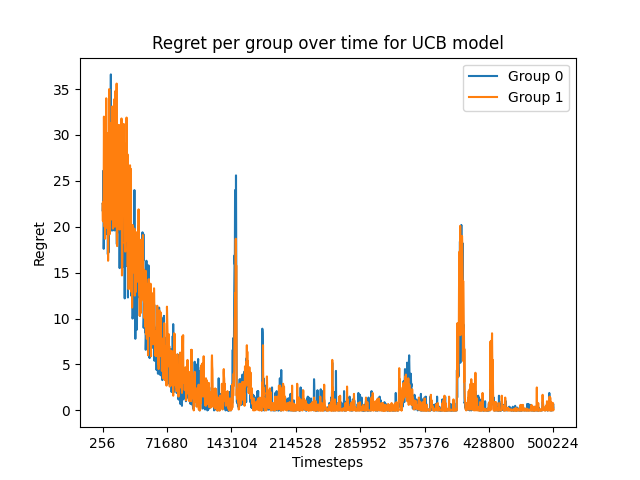 Regret per group over time for UCB model
Group 0
Group 1
35
30
25
20
15
10
5
0
Regret
256 71680 143104 214528 285952 357376 428800 500224
Timesteps